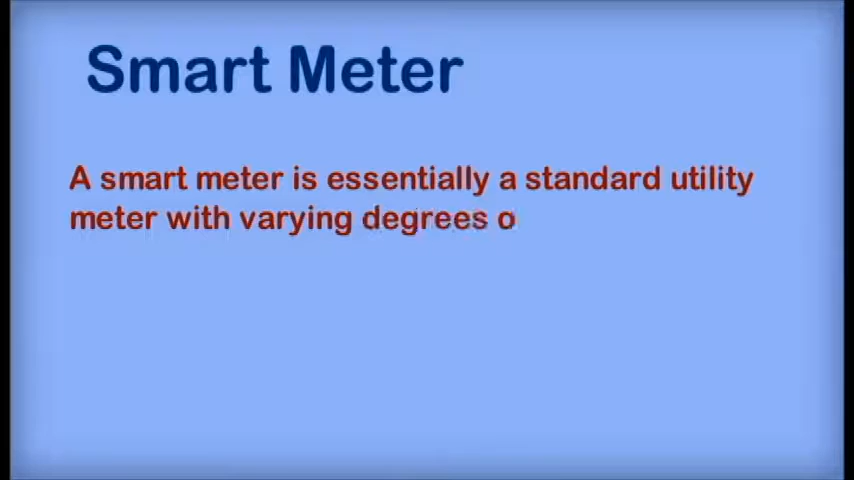 Smart Meter
A smart meter is essentially a standard utility
meter with varying degrees o